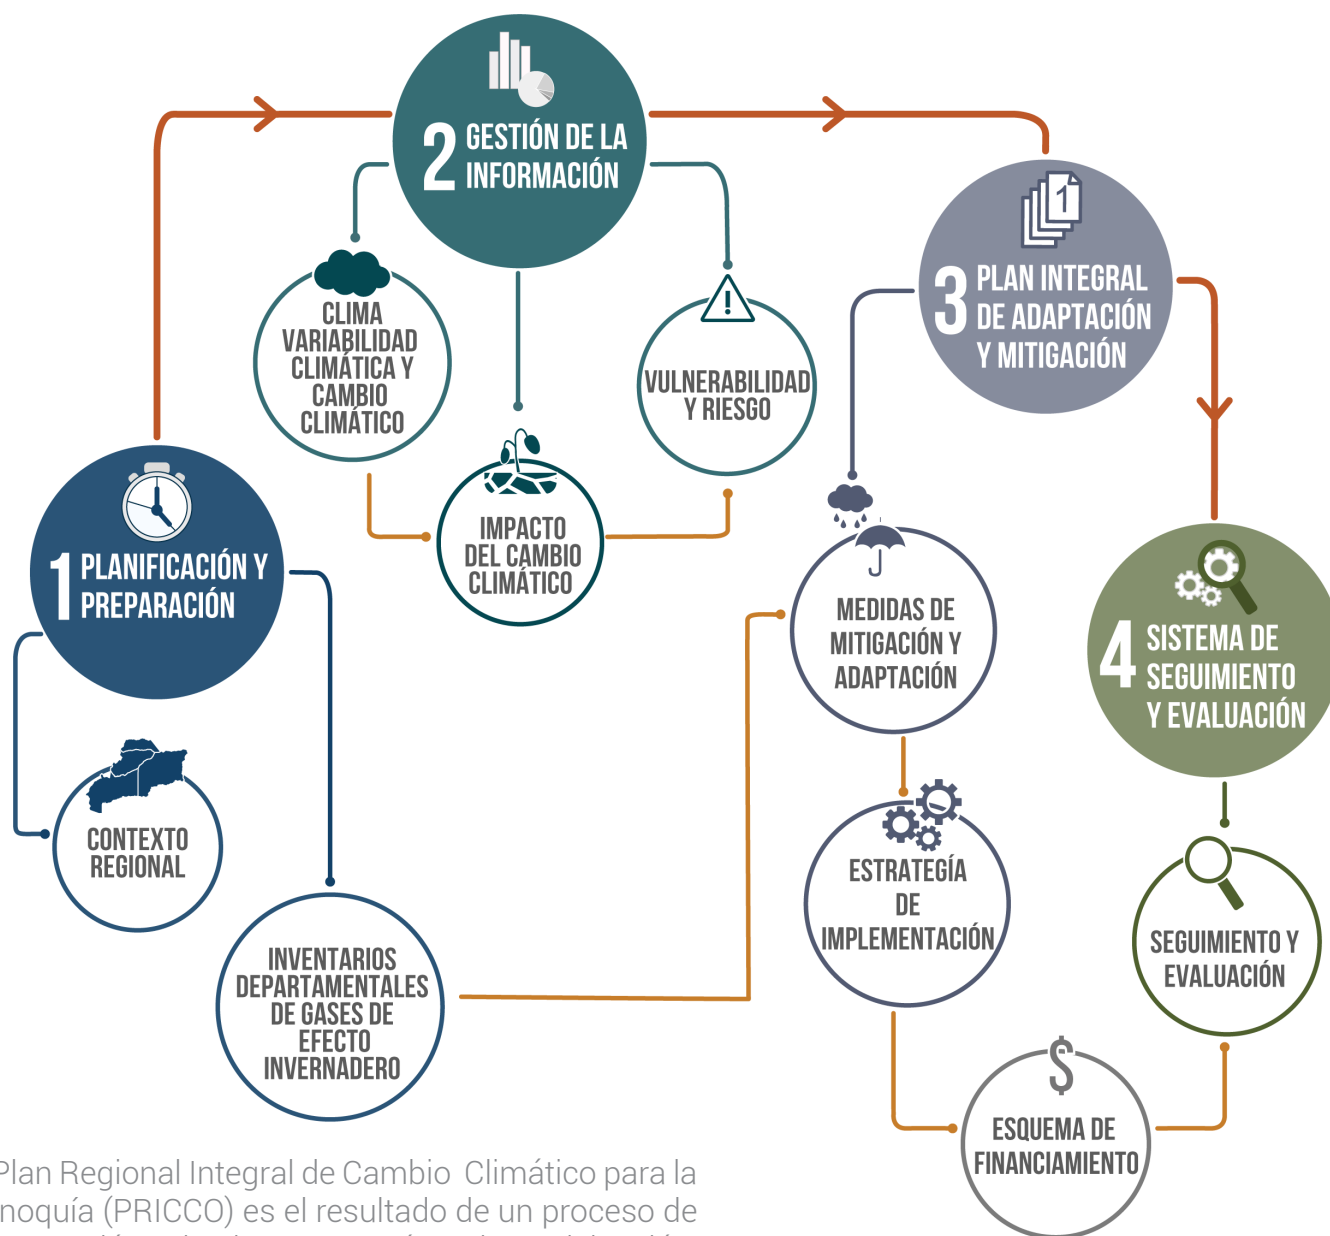 2 GESTIÓN DE LA
INFORMACIÓN
1
3 PLAN INTEGRAL
DE ADAPTACIÓN
Y MITIGACIÓN
CLIMA
VARIABILIDAD
CLIMÁTICA Y
CAMBIO
CLIMÁTICO
VULNERABILIDAD
Y RIESGO
IMPACTO
DEL CAMBIO
CLIMÁTICO
1 PLANIFICACIÓN Y
PREPARACIÓN
MEDIDAS DE
MITIGACIÓN Y
ADAPTACIÓN
4 SISTEMA DE
SEGUIMIENTO
Y EVALUACIÓN
CONTEXTO
REGIONAL
ESTRATEGÍA
DE
IMPLEMENTACIÓN
SEGUIMIENTO Y
EVALUACIÓN
INVENTARIOS
DEPARTAMENTALES
DE GASES DE
EFECTO
INVERNADERO
$
ESQUEMA DE
FINANCIAMIENTO
Plan Regional Integral de Cambio Climático para la
noquía (PRICCO) es el resultado de un proceso de